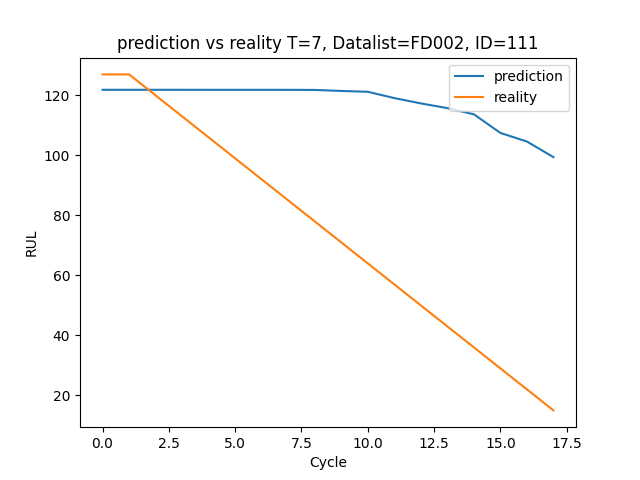 prediction vs reality T=7, Datalist=FD002, ID=111
prediction
reality
RUL
120
100
80
60
40
20
0.0 2.5 5.0 7.5 10.0 12.5 15.0 17.5
Cycle